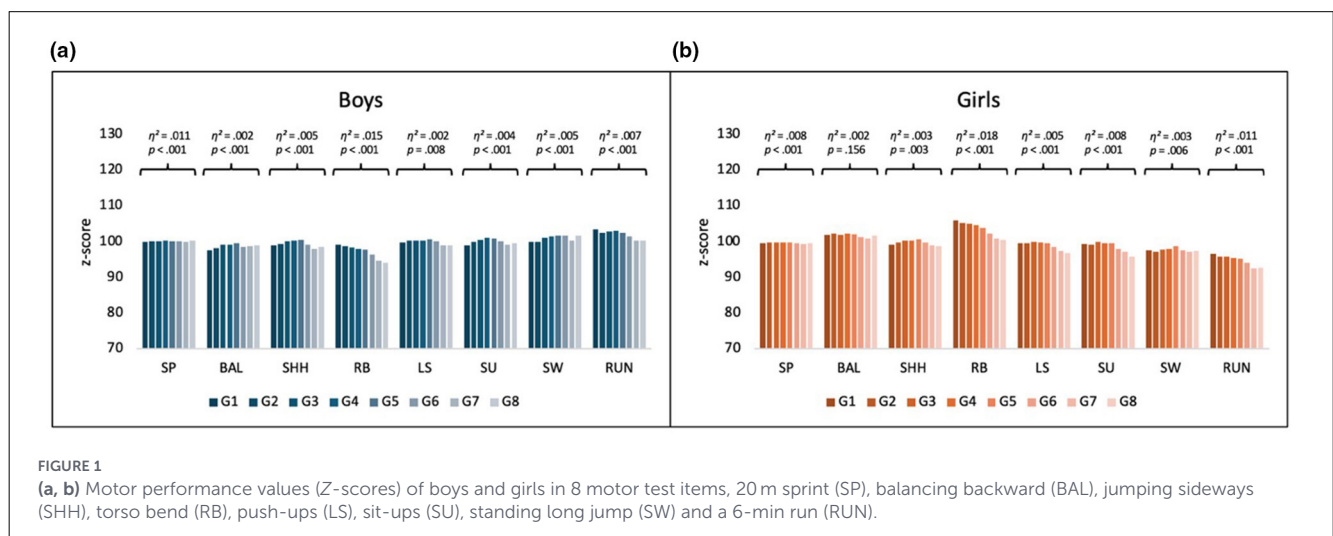 (a)
(b)
Boys
130
120
110
100
90
80
70
z-score
η² = .011
p < .001
η² = .002
p < .001
η² = .005
p < .001
η² = .015
p < .001
η² = .002
p = .008
η² = .004
p < .001
η² = .005
p < .001
η² = .007
p < .001
SP BAL SHH RB LS SU SW RUN
G1 G2 G3 G4 G5 G6 G7 G8
Girls
130
120
110
100
90
80
70
z-score
η² = .008
p < .001
η² = .002
p = .156
η² = .003
p = .003
η² = .018
p < .001
η² = .005
p < .001
η² = .008
p < .001
η² = .003
p = .006
η² = .011
p < .001
SP BAL SHH RB LS SU SW RUN
G1 G2 G3 G4 G5 G6 G7 G8
FIGURE 1
(a, b) Motor performance values (Z-scores) of boys and girls in 8 motor test items, 20 m sprint (SP), balancing backward (BAL), jumping sideways
(SHH), torso bend (RB), push-ups (LS), sit-ups (SU), standing long jump (SW) and a 6-min run (RUN).